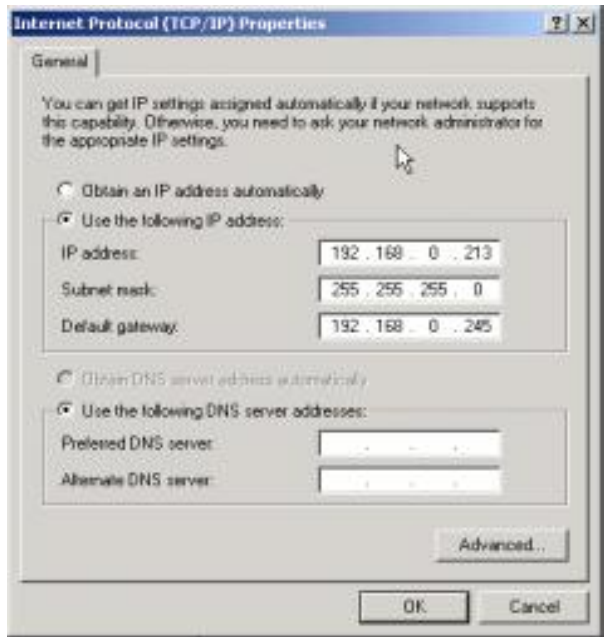 Internet Protocol (TCP/IP) Properties
General
You can get IP settings assigned automatically if your network supports
this capability. Otherwise, you need to ask your network administrator for
the appropriate IP settings.
Obtain an IP address automatically
Use the following IP address:
IP address: 192 . 168 . 0 . 213
Subnet mask: 255 . 255 . 255 . 0
Default gateway: 192 . 168 . 0 . 245
Obtain DNS server address automatically
Use the following DNS server addresses:
Preferred DNS server: . . .
Alternate DNS server: . . .
Advanced...
OK Cancel